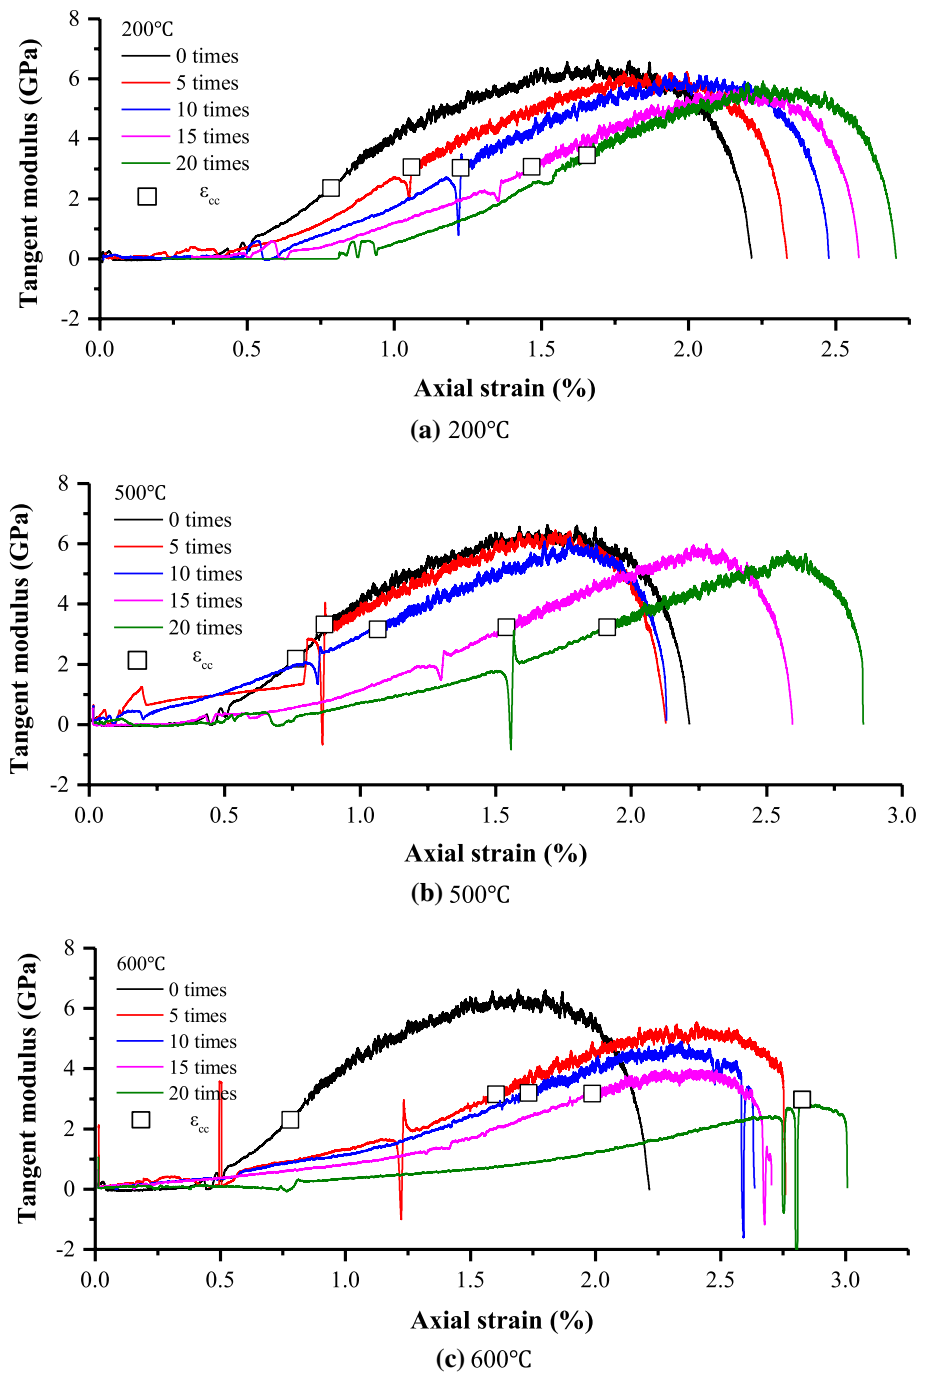 200℃
0 times
5 times
10 times
15 times
20 times
εcc
8
6
4
2
0
-2
Tangent modulus (GPa)
0.0 0.5 1.0 1.5 2.0 2.5
Axial strain (%)
(a) 200℃
500℃
0 times
5 times
10 times
15 times
20 times
εcc
8
6
4
2
0
-2
Tangent modulus (GPa)
0.0 0.5 1.0 1.5 2.0 2.5 3.0
Axial strain (%)
(b) 500℃
600℃
0 times
5 times
10 times
15 times
20 times
εcc
8
6
4
2
0
-2
Tangent modulus (GPa)
0.0 0.5 1.0 1.5 2.0 2.5 3.0
Axial strain (%)
(c) 600℃